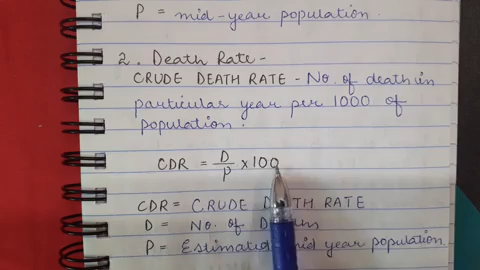 P = mid-year population.
2. Death Rate -
CRUDE DEATH RATE - No. of death in
particular year per 1000 of
population.
CDR = D/P × 100
CDR = CRUDE DEATH RATE
D = No. of
P = Estimated mid year population